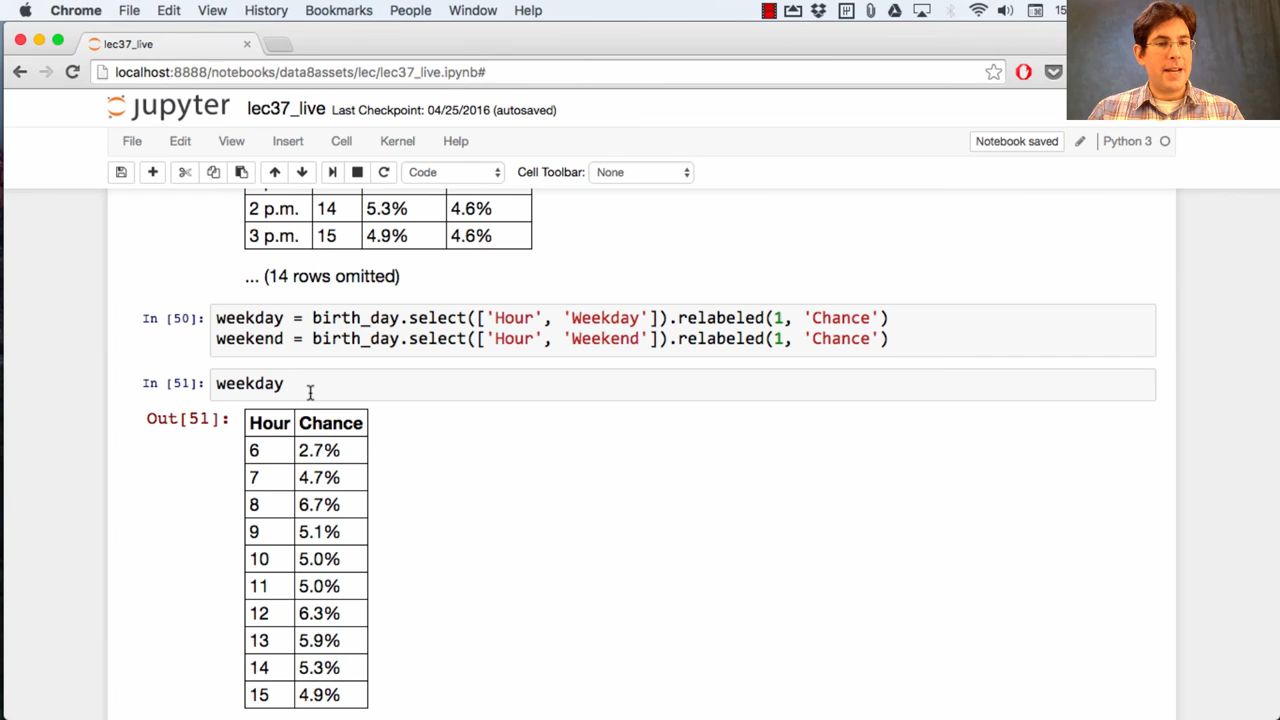 Chrome File Edit View History Bookmarks People Window Help 15
lec37_live
localhost:8888/notebooks/data8assets/lec/lec37_live.ipynb#
jupyter lec37_live Last Checkpoint: 04/25/2016 (autosaved)
File Edit View Insert Cell Kernel Help Notebook saved Python 3
Code Cell Toolbar: None
2 p.m. 14 5.3% 4.6%
3 p.m. 15 4.9% 4.6%
... (14 rows omitted)
In [50]: weekday = birth_day.select(['Hour', 'Weekday']).relabeled(1, 'Chance')
weekend = birth_day.select(['Hour', 'Weekend']).relabeled(1, 'Chance')
In [51]: weekday
Out[51]: Hour Chance
6 2.7%
7 4.7%
8 6.7%
9 5.1%
10 5.0%
11 5.0%
12 6.3%
13 5.9%
14 5.3%
15 4.9%